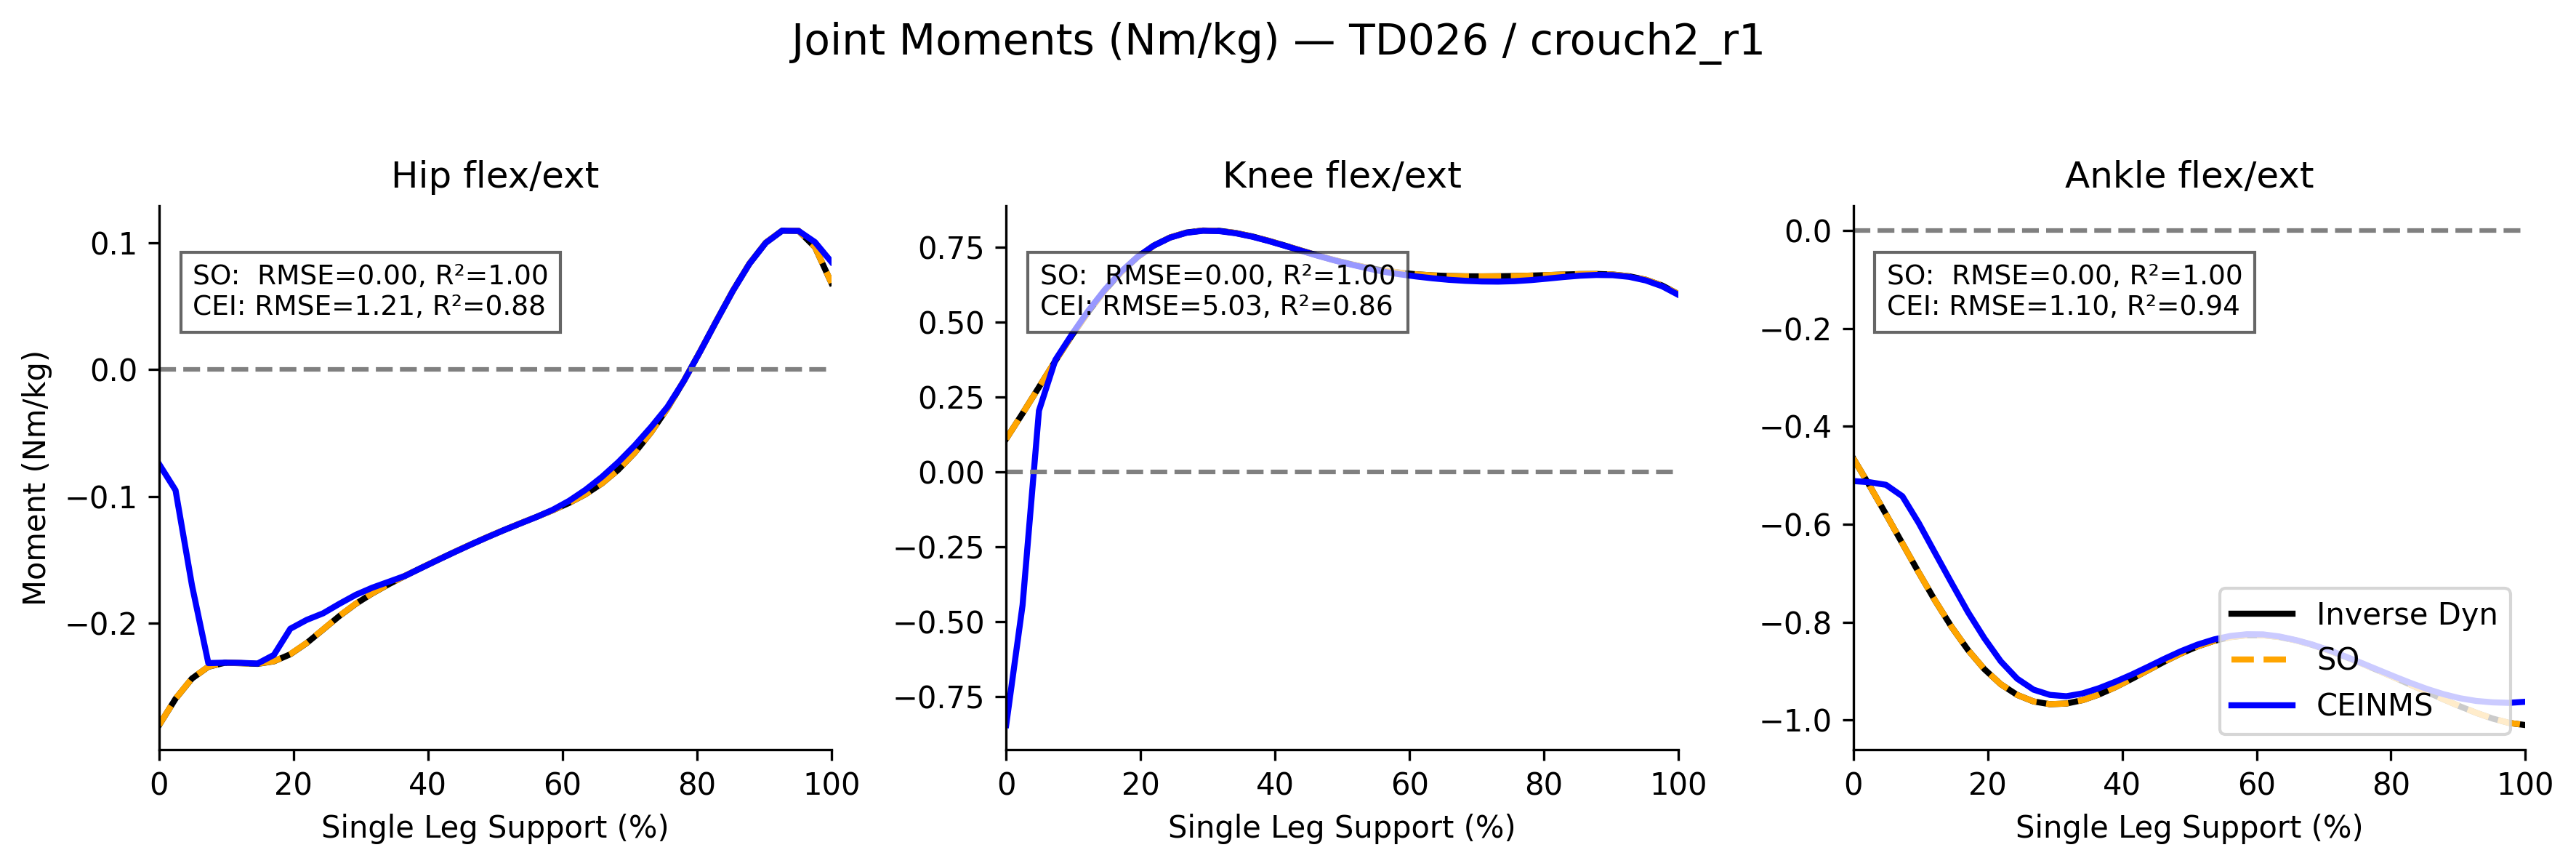 Joint Moments (Nm/kg) — TD026 / crouch2_r1
Hip flex/ext
Moment (Nm/kg)
0.1
0.0
−0.1
−0.2
SO:  RMSE=0.00, R²=1.00
CEI: RMSE=1.21, R²=0.88
0 20 40 60 80 100
Single Leg Support (%)
Knee flex/ext
0.75
0.50
0.25
0.00
−0.25
−0.50
−0.75
SO:  RMSE=0.00, R²=1.00
CEI: RMSE=5.03, R²=0.86
0 20 40 60 80 100
Single Leg Support (%)
Ankle flex/ext
0.0
−0.2
−0.4
−0.6
−0.8
−1.0
SO:  RMSE=0.00, R²=1.00
CEI: RMSE=1.10, R²=0.94
Inverse Dyn
SO
CEINMS
0 20 40 60 80 100
Single Leg Support (%)